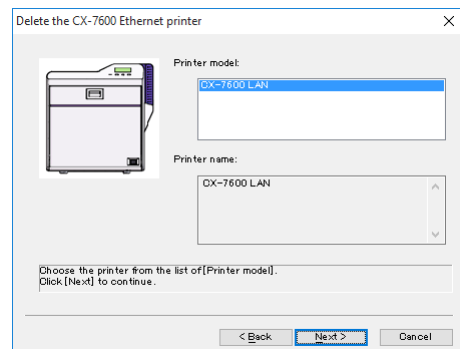 Delete the CX-7600 Ethernet printer
Printer model:
CX-7600 LAN
Printer name:
CX-7600 LAN
Choose the printer from the list of[Printer model].
Click [Next] to continue.
< Back
Next >
Cancel